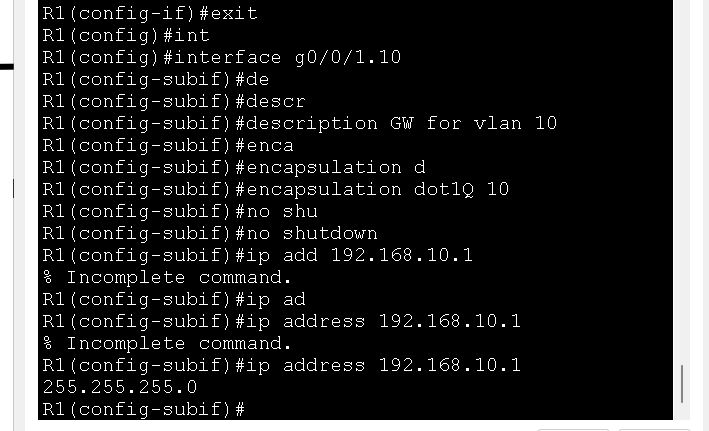 R1(config-if)#exit
R1(config)#int
R1(config)#interface g0/0/1.10
R1(config-subif)#de
R1(config-subif)#descr
R1(config-subif)#description GW for vlan 10
R1(config-subif)#enca
R1(config-subif)#encapsulation d
R1(config-subif)#encapsulation dot1Q 10
R1(config-subif)#no shu
R1(config-subif)#no shutdown
R1(config-subif)#ip add 192.168.10.1
% Incomplete command.
R1(config-subif)#ip ad
R1(config-subif)#ip address 192.168.10.1
% Incomplete command.
R1(config-subif)#ip address 192.168.10.1
255.255.255.0
R1(config-subif)#